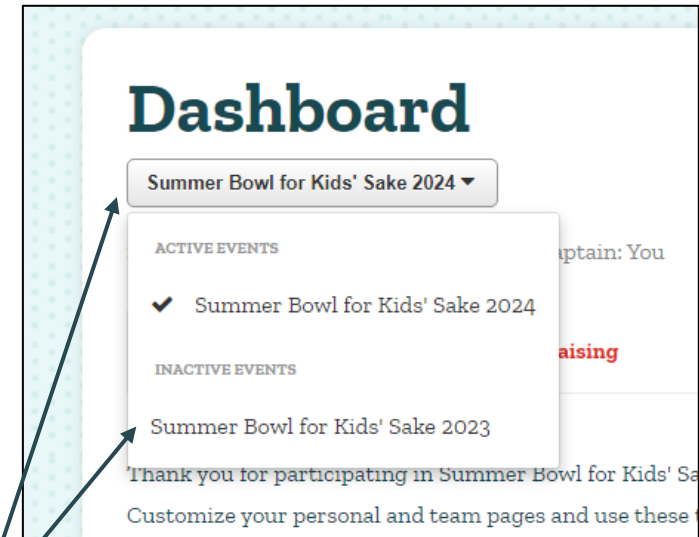 Dashboard
Summer Bowl for Kids' Sake 2024
ACTIVE EVENTS
aptain: You
✔ Summer Bowl for Kids' Sake 2024
aising
INACTIVE EVENTS
Summer Bowl for Kids' Sake 2023
Thank you for participating in Summer Bowl for Kids' Sa
Customize your personal and team pages and use these t